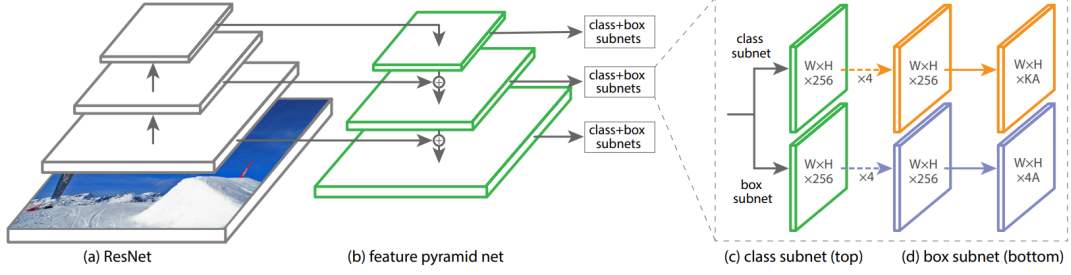 class+box
subnets
class+box
subnets
class+box
subnets
(a) ResNet
(b) feature pyramid net
class
subnet
W×H
×256
×4
W×H
×256
W×H
×KA
box
subnet
W×H
×256
×4
W×H
×256
W×H
×4A
(c) class subnet (top)
(d) box subnet (bottom)